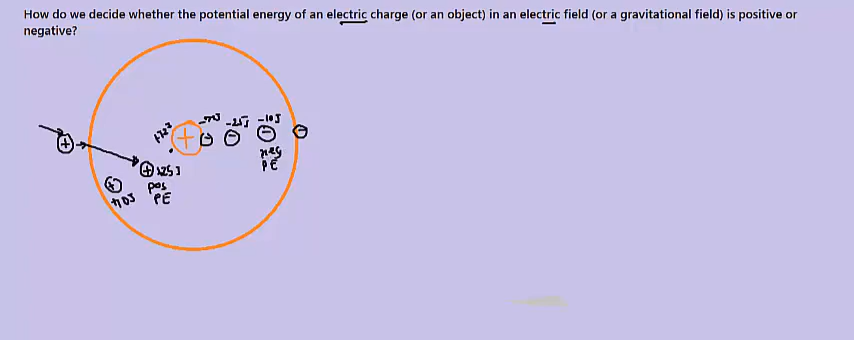 How do we decide whether the potential energy of an electric charge (or an object) in an electric field (or a gravitational field) is positive or
negative?
-25J -10J
+
+ - - - -
+ +25J
neg
PE
+ pos
+10J PE